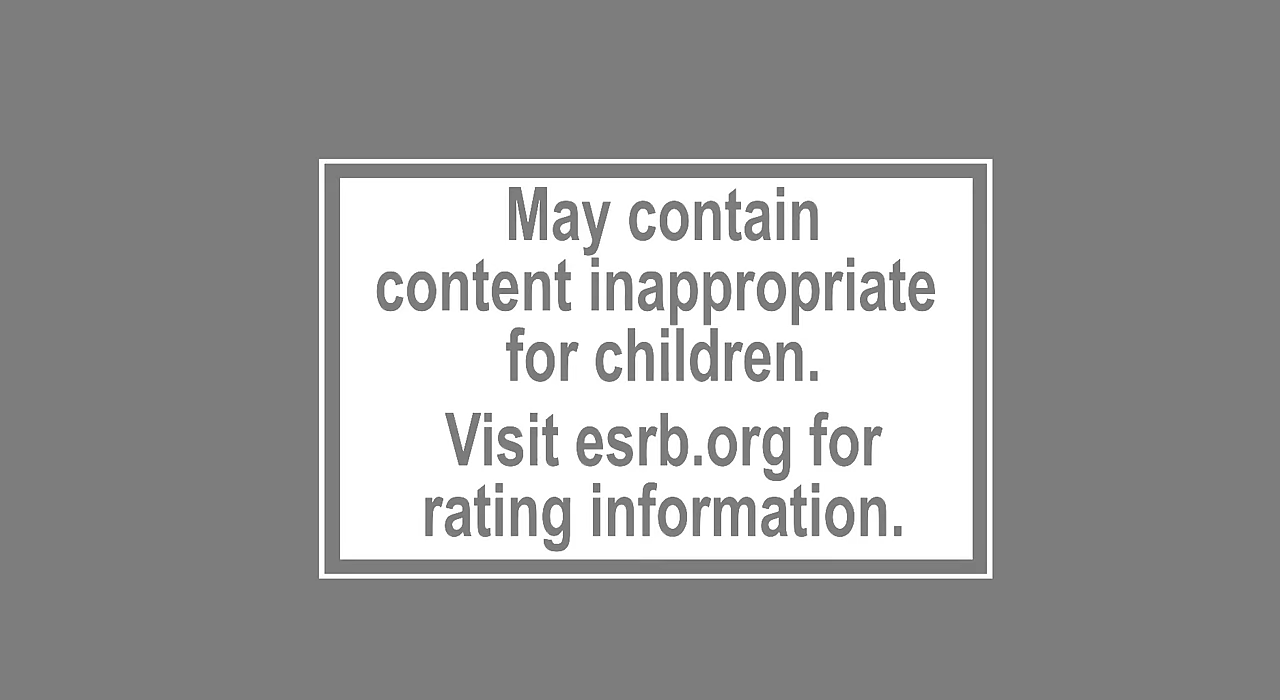 May contain
content inappropriate
for children.
Visit esrb.org for
rating information.